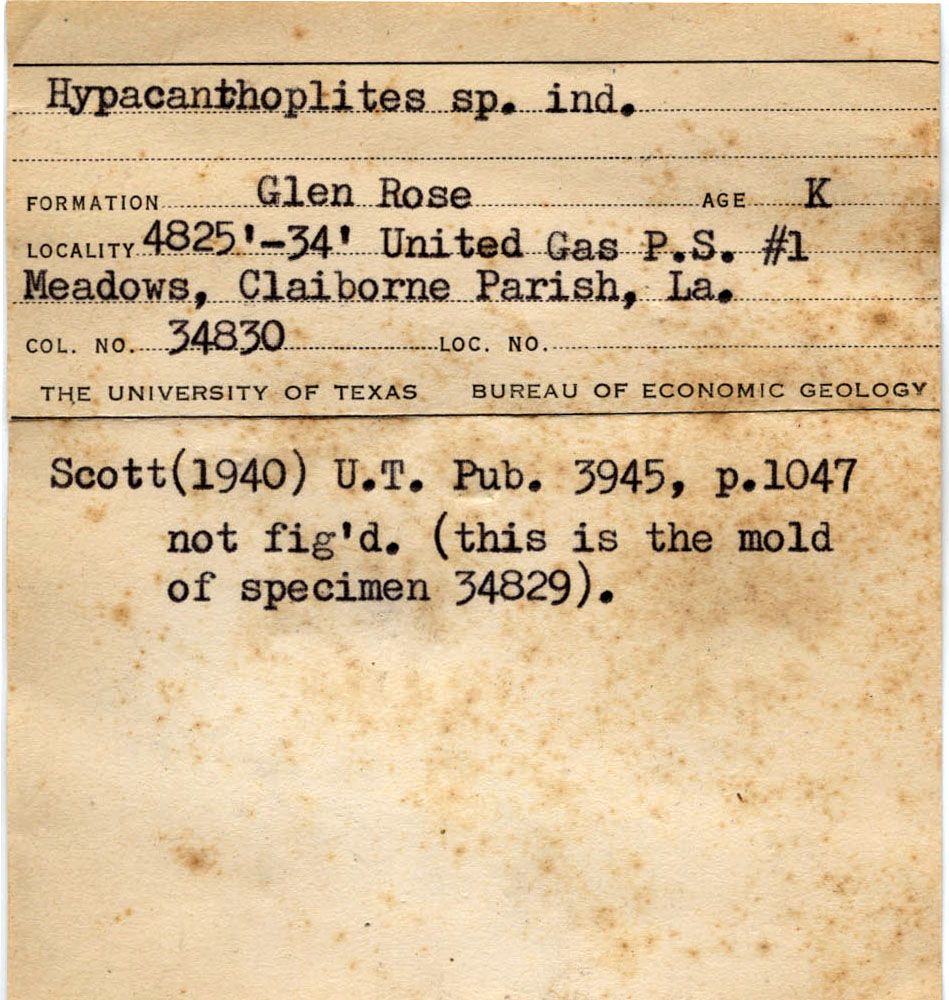 Hypacanthoplites sp. ind.
FORMATION Glen Rose AGE K
LOCALITY 4825'-34' United Gas P.S. #1
Meadows, Claiborne Parish, La.
COL. NO. 34830 LOC. NO.
THE UNIVERSITY OF TEXAS BUREAU OF ECONOMIC GEOLOGY
Scott(1940) U.T. Pub. 3945, p.1047
not fig'd. (this is the mold
of specimen 34829).